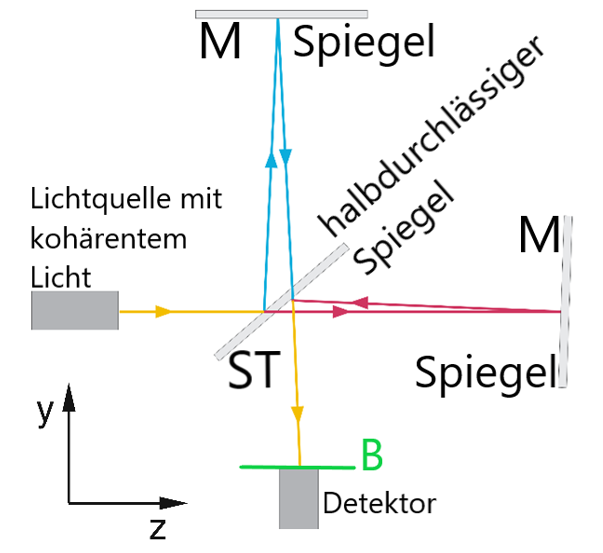 M Spiegel
halbdurchlässiger
Spiegel
Lichtquelle mit
kohärentem
Licht
M
Spiegel
ST
y
z
B
Detektor